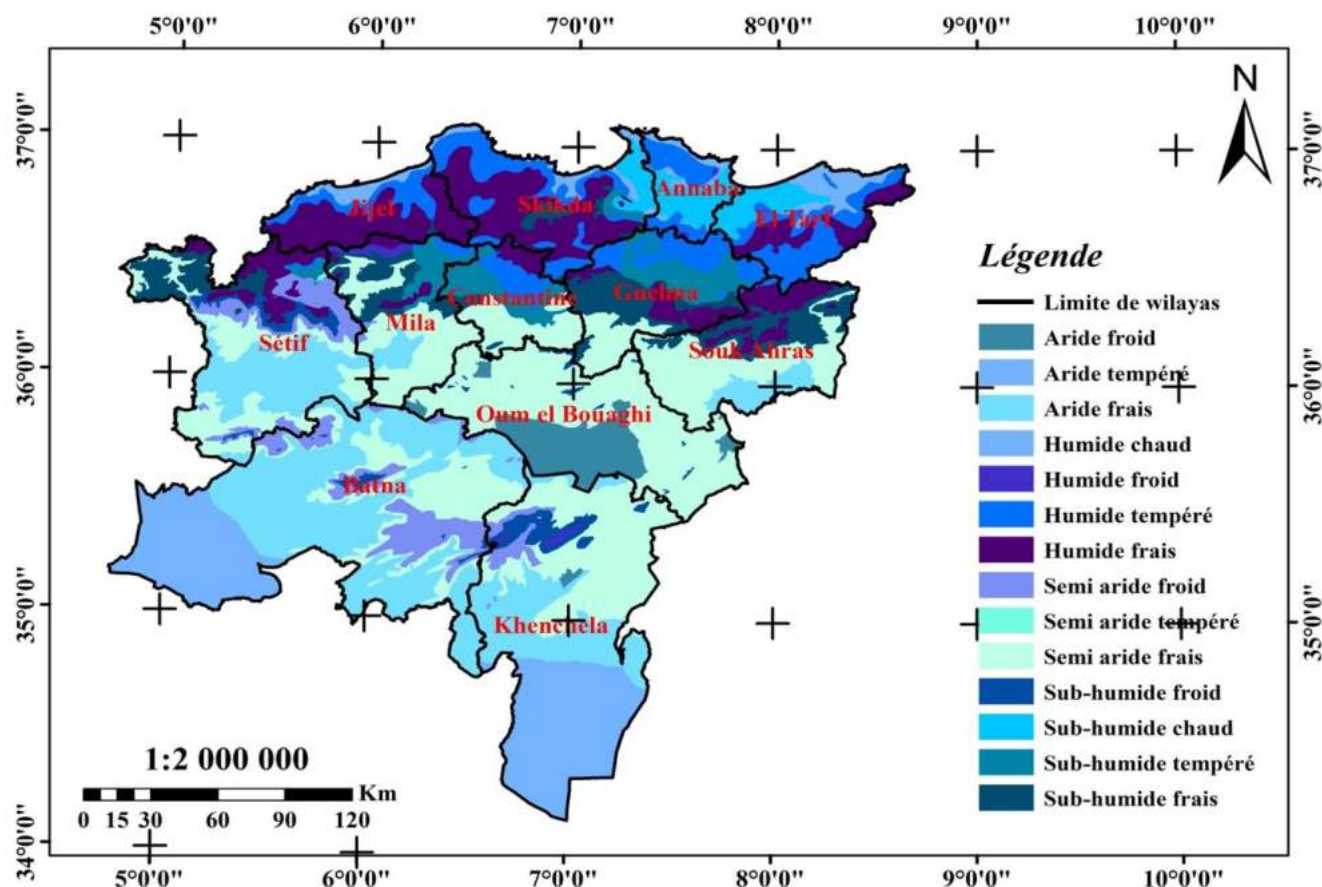 5°0'0" 6°0'0" 7°0'0" 8°0'0" 9°0'0" 10°0'0"
N
37°0'0" 37°0'0"
Annaba
Jijel Skikda El Tarf
Légende
Limite de wilayas
Constantine Guelma
Mila
Sétif Souk Ahras
Aride froid
36°0'0" 36°0'0"
Aride tempéré
Aride frais
Oum el Bouaghi
Humide chaud
Humide froid
Batna
Humide tempéré
Humide frais
Semi aride froid
35°0'0" 35°0'0"
Khenchela
Semi aride tempéré
Semi aride frais
Sub-humide froid
Sub-humide chaud
Sub-humide tempéré
Sub-humide frais
1:2 000 000
Km
0 15 30 60 90 120
34°0'0" 34°0'0"
5°0'0" 6°0'0" 7°0'0" 8°0'0" 9°0'0" 10°0'0"